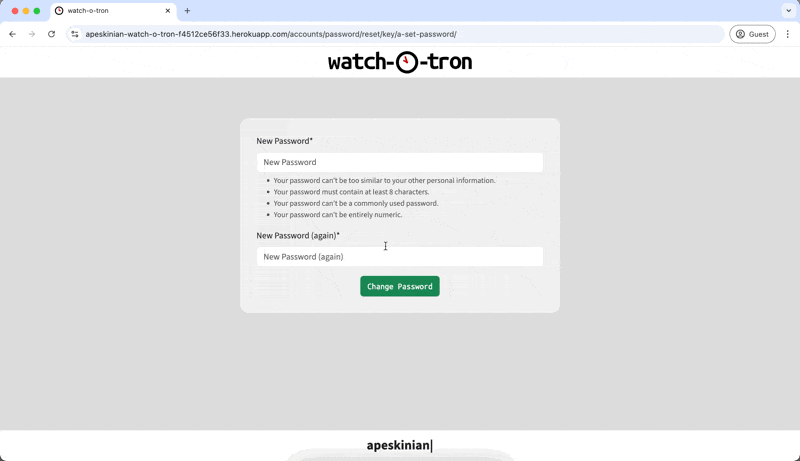 watch-o-tron
apeskinian-watch-o-tron-f4512ce56f33.herokuapp.com/accounts/password/reset/key/a-set-password/
Guest
watch-o-tron
New Password*
New Password
Your password can't be too similar to your other personal information.
Your password must contain at least 8 characters.
Your password can't be a commonly used password.
Your password can't be entirely numeric.
New Password (again)*
New Password (again)
Change Password
apeskinian|